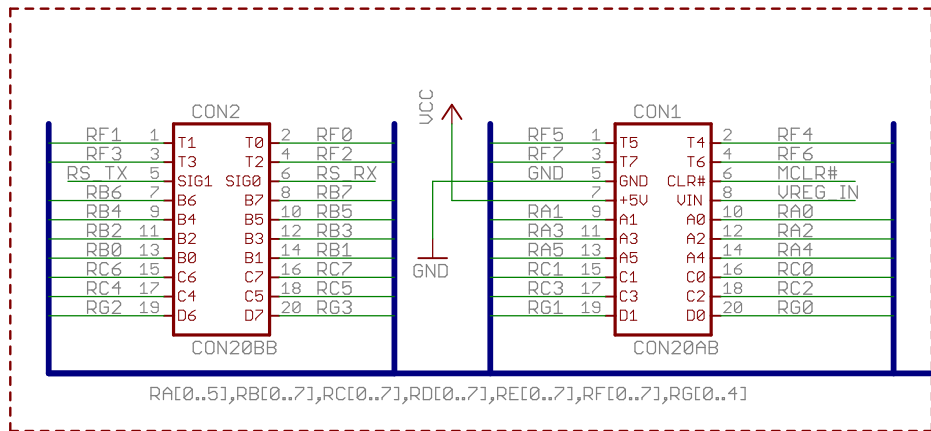 CON2 VCC CON1
RF1 1 T1 T0 2 RF0 RF5 1 T5 T4 2 RF4
RF3 3 T3 T2 4 RF2 RF7 3 T7 T6 4 RF6
RS_TX 5 SIG1 SIG0 6 RS_RX GND 5 GND CLR# 6 MCLR#
RB6 7 B6 B7 8 RB7 7 +5V VIN 8 VREG_IN
RB4 9 B4 B5 10 RB5 RA1 9 A1 A0 10 RA0
RB2 11 B2 B3 12 RB3 RA3 11 A3 A2 12 RA2
RB0 13 B0 B1 14 RB1 RA5 13 A5 A4 14 RA4
RC6 15 C6 C7 16 RC7 GND RC1 15 C1 C0 16 RC0
RC4 17 C4 C5 18 RC5 RC3 17 C3 C2 18 RC2
RG2 19 D6 D7 20 RG3 RG1 19 D1 D0 20 RG0
CON20BB CON20AB
RA[0..5],RB[0..7],RC[0..7],RD[0..7],RE[0..7],RF[0..7],RG[0..4]